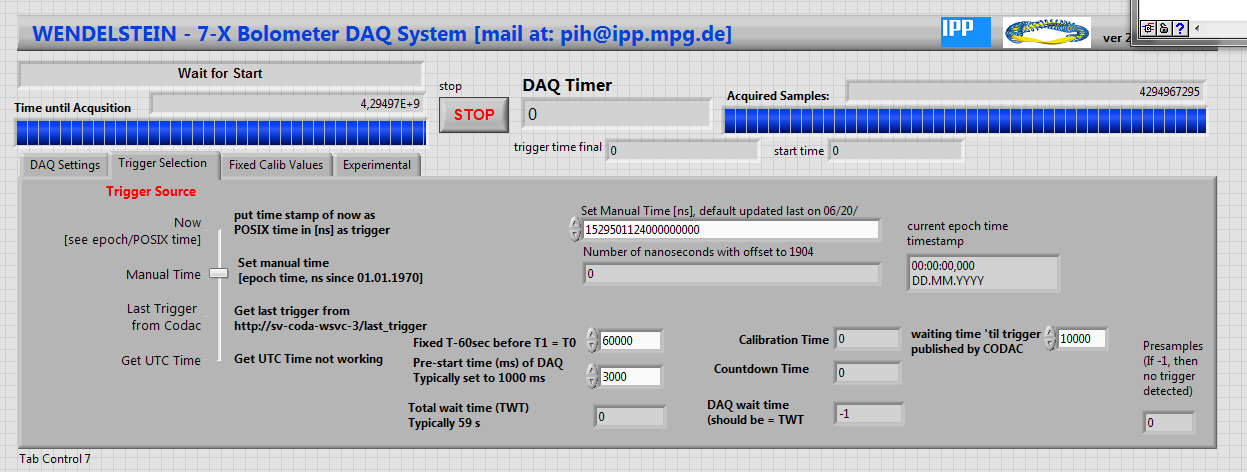 WENDELSTEIN - 7-X Bolometer DAQ System [mail at: pih@ipp.mpg.de]
IPP
ver 2
?
Wait for Start
Time until Acqusition
4,29497E+9
stop
STOP
DAQ Timer
0
Acquired Samples:
4294967295
trigger time final
0
start time
0
DAQ Settings
Trigger Selection
Fixed Calib Values
Experimental
Trigger Source
Now
[see epoch/POSIX time]
Manual Time
Last Trigger
from Codac
Get UTC Time
put time stamp of now as
POSIX time in [ns] as trigger
Set manual time
[epoch time, ns since 01.01.1970]
Get last trigger from
http://sv-coda-wsvc-3/last_trigger
Get UTC Time not working
Set Manual Time [ns], default updated last on 06/20/
1529501124000000000
Number of nanoseconds with offset to 1904
0
current epoch time
timestamp
00:00:00,000
DD.MM.YYYY
Fixed T-60sec before T1 = T0
60000
Pre-start time (ms) of DAQ
Typically set to 1000 ms
3000
Total wait time (TWT)
Typically 59 s
0
Calibration Time
0
Countdown Time
0
DAQ wait time
(should be = TWT
-1
waiting time 'til trigger
published by CODAC
10000
Presamples
(If -1, then
no trigger
detected)
0
Tab Control 7